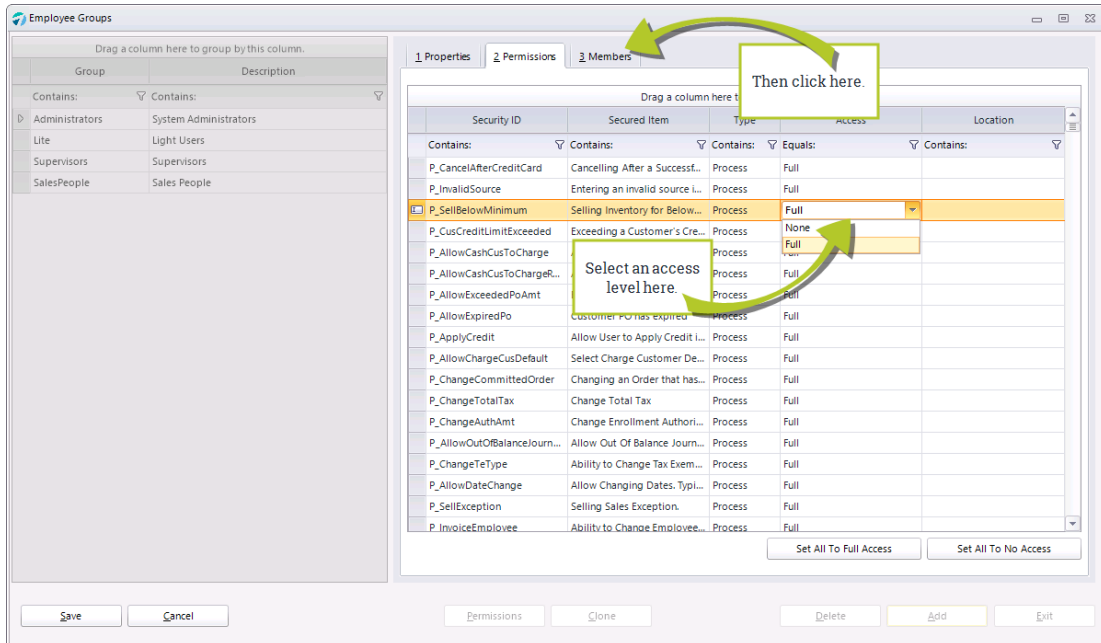 Employee Groups
Drag a column here to group by this column.
Group Description
Contains: Contains:
Administrators System Administrators
Lite Light Users
Supervisors Supervisors
SalesPeople Sales People
1 Properties 2 Permissions 3 Members
Then click here.
Drag a column here t
Security ID Secured Item Type Access Location
Contains: Contains: Contains: Equals: Contains:
P_CancelAfterCreditCard Cancelling After a Successf... Process Full
P_InvalidSource Entering an invalid source i... Process Full
P_SellBelowMinimum Selling Inventory for Below... Process Full
None
Full
P_CusCreditLimitExceeded Exceeding a Customer's Cre... Process
P_AllowCashCusToCharge
P_AllowCashCusToChargeR... Full
Select an access
level here.
P_AllowExceededPoAmt Process Full
P_AllowExpiredPo Customer PO has expired Process Full
P_ApplyCredit Allow User to Apply Credit i... Process Full
P_AllowChargeCusDefault Select Charge Customer De... Process Full
P_ChangeCommittedOrder Changing an Order that has... Process Full
P_ChangeTotalTax Change Total Tax Process Full
P_ChangeAuthAmt Change Enrollment Authori... Process Full
P_AllowOutOfBalanceJourn... Allow Out Of Balance Journ... Process Full
P_ChangeTeType Ability to Change Tax Exem... Process Full
P_AllowDateChange Allow Changing Dates. Typi... Process Full
P_SellException Selling Sales Exception. Process Full
P_InvoiceEmployee Ability to Change Employee... Process Full
Set All To Full Access Set All To No Access
Save Cancel Permissions Clone Delete Add Exit